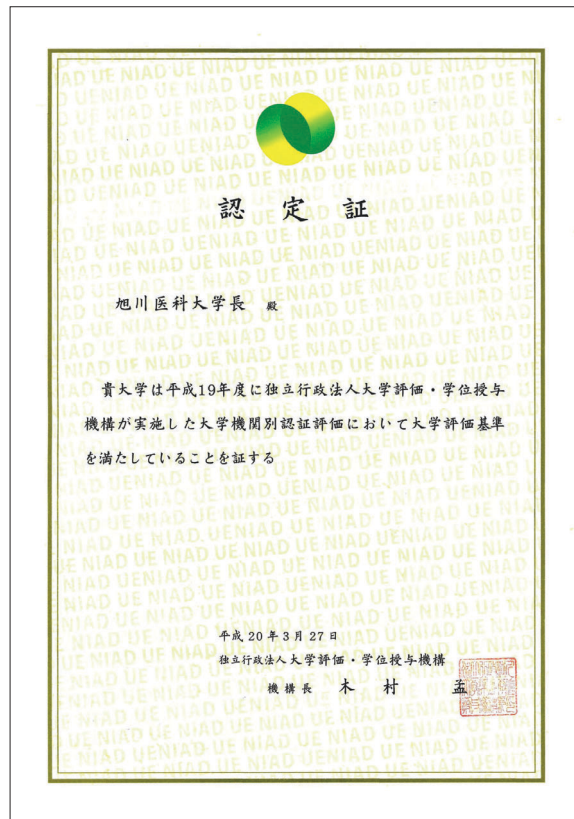 認定証
旭川医科大学長 殿
貴大学は平成19年度に独立行政法人大学評価・学位授与
機構が実施した大学機関別認証評価において大学評価基準
を満たしていることを証する
平成20年3月27日
独立行政法人大学評価・学位授与機構
機構長 木村 孟